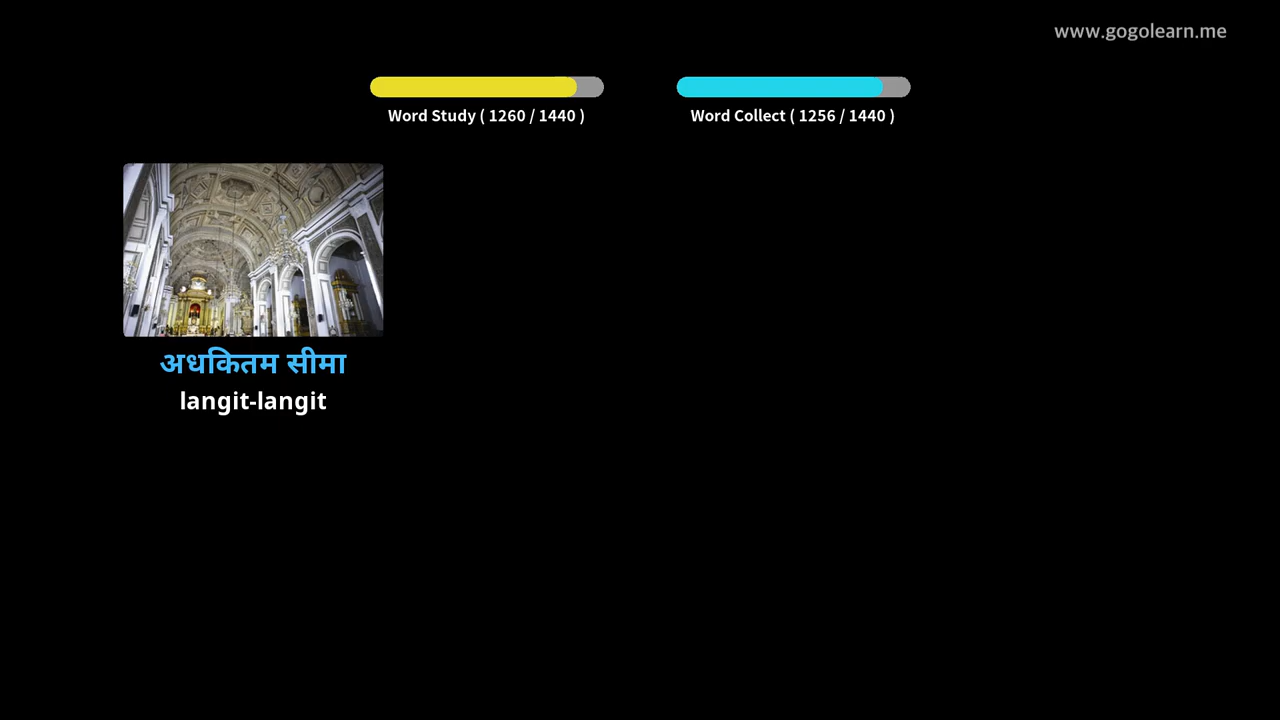 www.gogolearn.me
Word Study ( 1260 / 1440 )
Word Collect ( 1256 / 1440 )
अधकितम सीमा
langit-langit